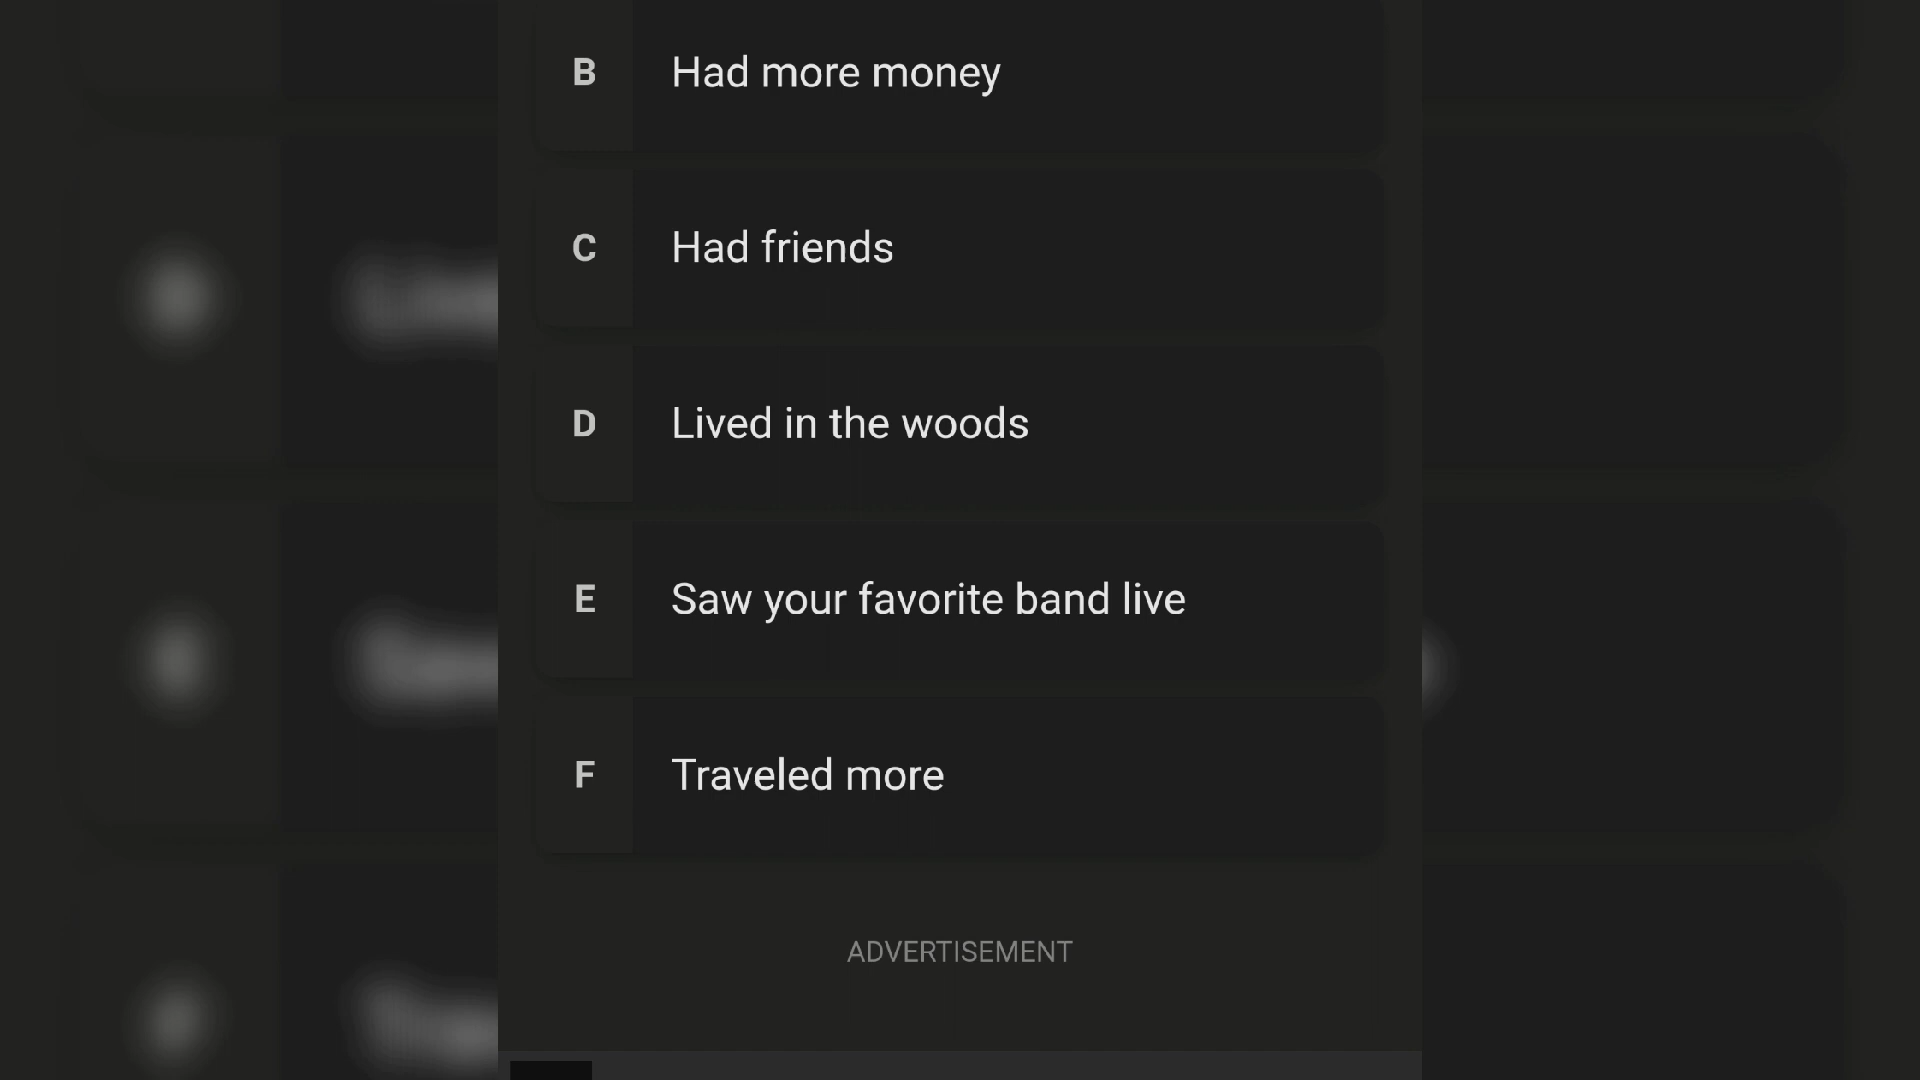 B Had more money
C Had friends
D Lived in the woods
E Saw your favorite band live
F Traveled more
ADVERTISEMENT